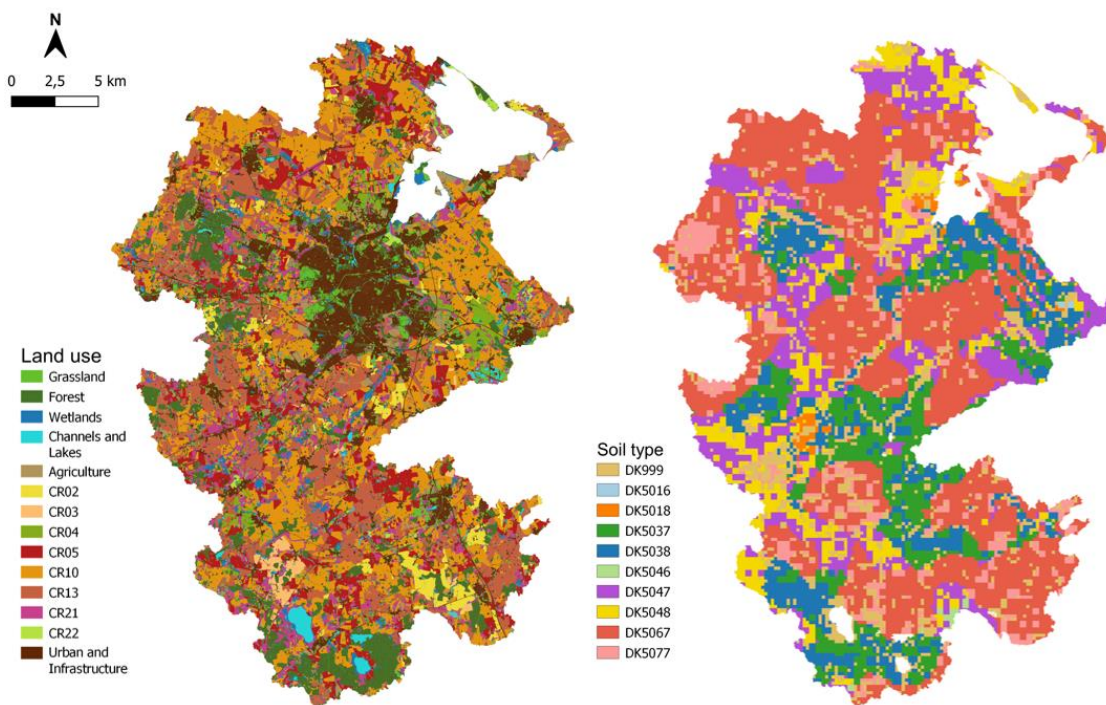 N
0 2,5 5 km
Land use
Grassland
Forest
Wetlands
Channels and
Lakes
Agriculture
CR02
CR03
CR04
CR05
CR10
CR13
CR21
CR22
Urban and
Infrastructure
Soil type
DK999
DK5016
DK5018
DK5037
DK5038
DK5046
DK5047
DK5048
DK5067
DK5077